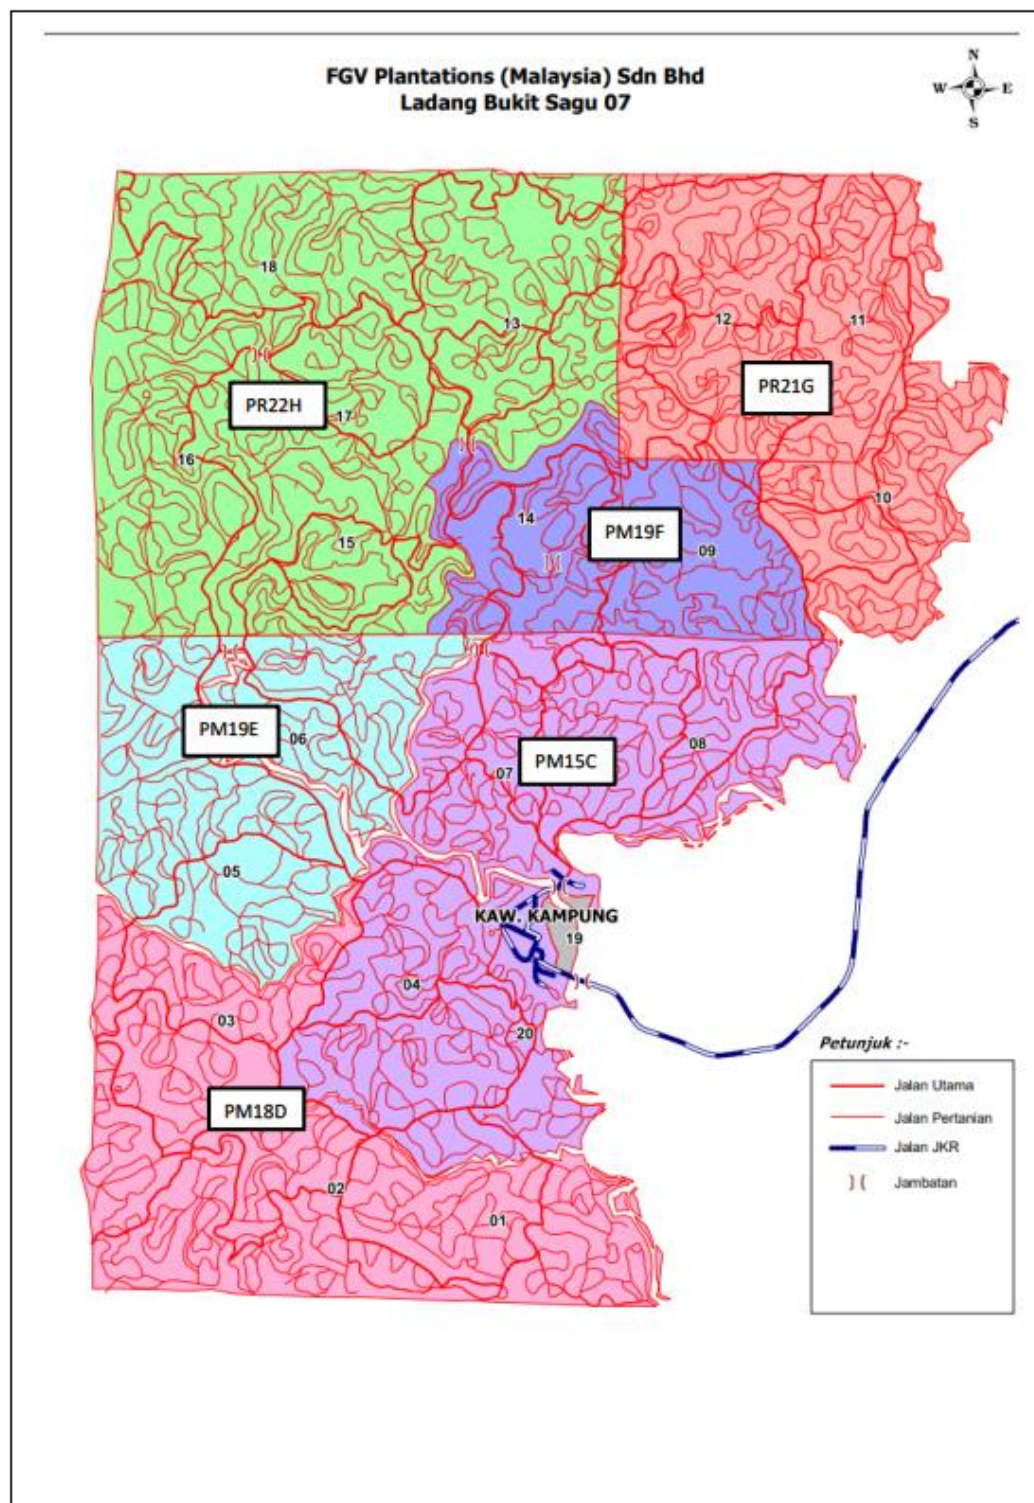 FGV Plantations (Malaysia) Sdn Bhd
Ladang Bukit Sagu 07
N
W E
S
18
13
12
11
PR22H
PR21G
17
16
10
14
PM19F
09
15
PM19E
06
08
07
PM15C
05
KAW. KAMPUNG
19
04
03
20
PM18D
02
01
Petunjuk :-
Jalan Utama
Jalan Pertanian
Jalan JKR
Jambatan